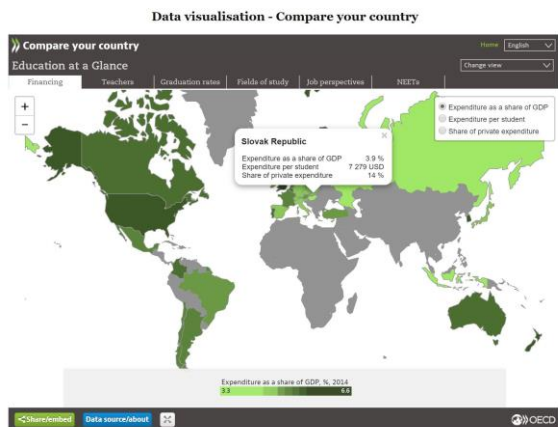 Data visualisation - Compare your country
Compare your country
Home
English
Education at a Glance
Change view
Financing
Teachers
Graduation rates
Fields of study
Job perspectives
NEETs
+
−
Expenditure as a share of GDP
Expenditure per student
Share of private expenditure
×
Slovak Republic
Expenditure as a share of GDP 3.9 %
Expenditure per student 7 279 USD
Share of private expenditure 14 %
Expenditure as a share of GDP, %, 2014
3.3 6.6
Share/embed
Data source/about
OECD